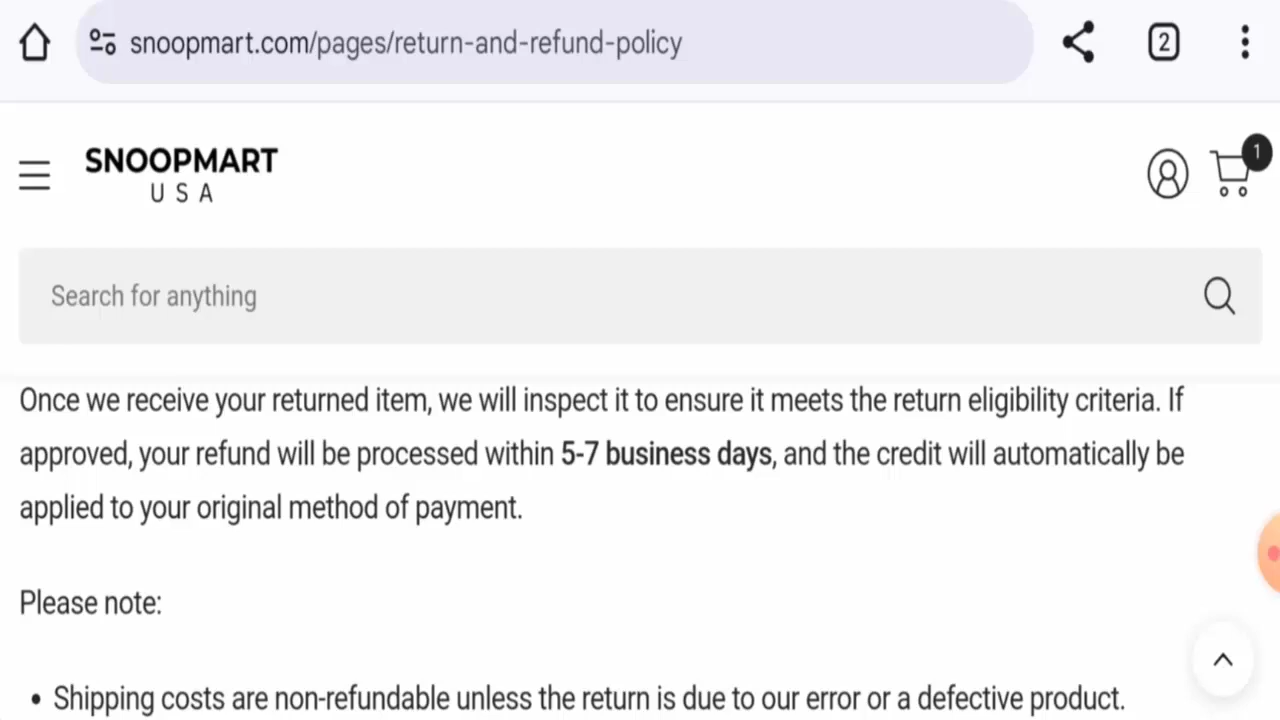 snoopmart.com/pages/return-and-refund-policy
2
SNOOPMART
USA
1
Search for anything
Once we receive your returned item, we will inspect it to ensure it meets the return eligibility criteria. If
approved, your refund will be processed within 5-7 business days, and the credit will automatically be
applied to your original method of payment.
Please note:
• Shipping costs are non-refundable unless the return is due to our error or a defective product.